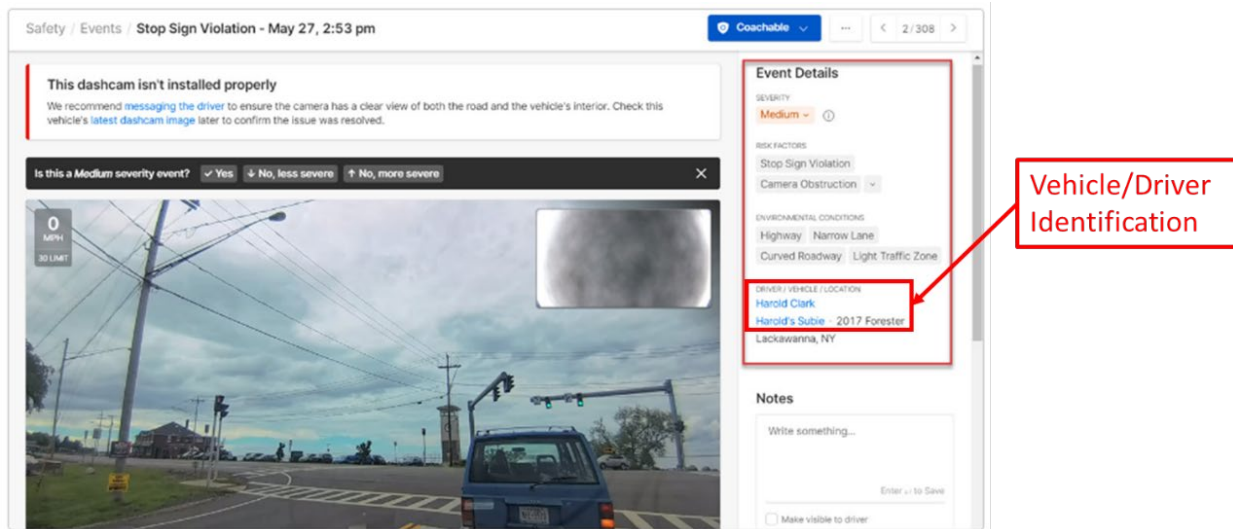 Safety / Events / Stop Sign Violation - May 27, 2:53 pm
Coachable
...
2/308
This dashcam isn't installed properly
We recommend messaging the driver to ensure the camera has a clear view of both the road and the vehicle's interior. Check this
vehicle's latest dashcam image later to confirm the issue was resolved.
Is this a Medium severity event? ✓ Yes ↓ No, less severe ↑ No, more severe
0
MPH
30 LIMIT
Event Details
SEVERITY
Medium
RISK FACTORS
Stop Sign Violation
Camera Obstruction
ENVIRONMENTAL CONDITIONS
Highway Narrow Lane
Curved Roadway Light Traffic Zone
DRIVER / VEHICLE / LOCATION
Harold Clark
Harold's Subie · 2017 Forester
Lackawanna, NY
Notes
Write something...
Enter to Save
Make visible to driver
Vehicle/Driver
Identification